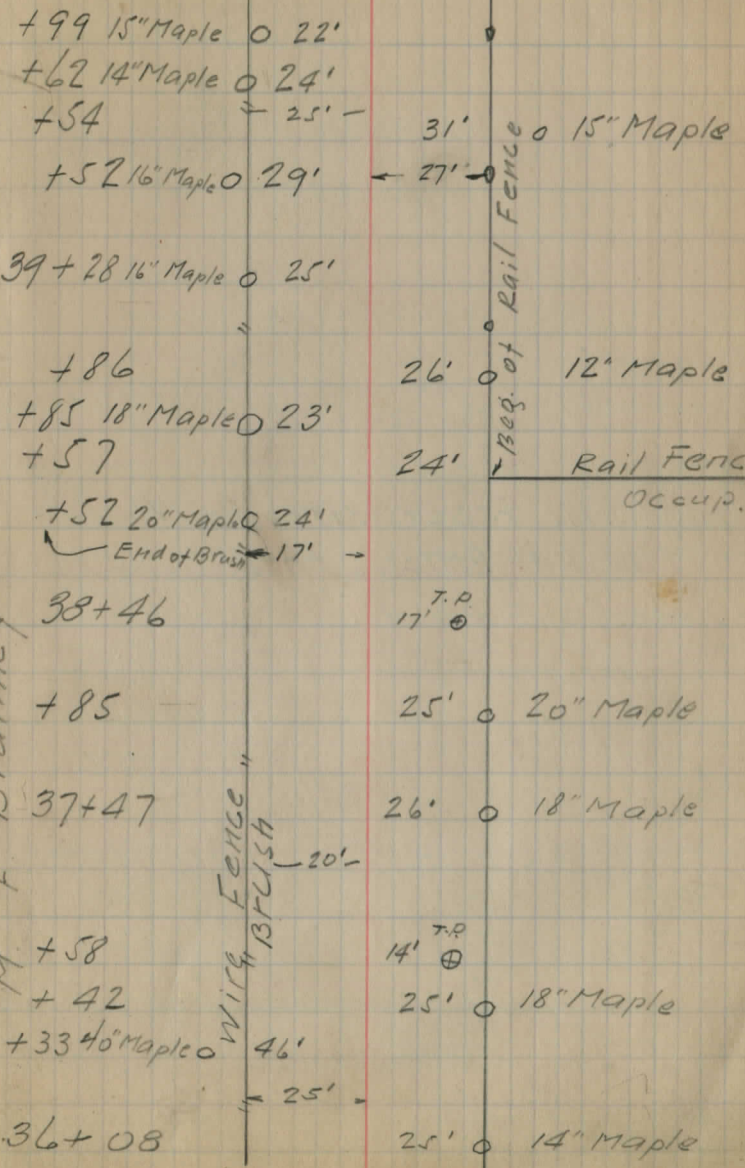 +99 15" Maple 22'
+62 14" Maple 24'
+54 25' 31' 15" Maple
+52 16" Maple 29' 27'
39+28 16" Maple 25'
Beg. of Rail Fence
+86 26' 12" Maple
+85 18" Maple 23'
+57 24' Rail Fenc
Occup.
+52 20" Maple 24'
End of Brush 17'
38+46 17' T.P.
+85 25' 20" Maple
37+47 26' 18" Maple
Wire Fence
Brush
20'
+58 14' T.P.
+42 25' 18" Maple
+33 40" Maple 46'
25'
36+08 25' 14" Maple
M. F.